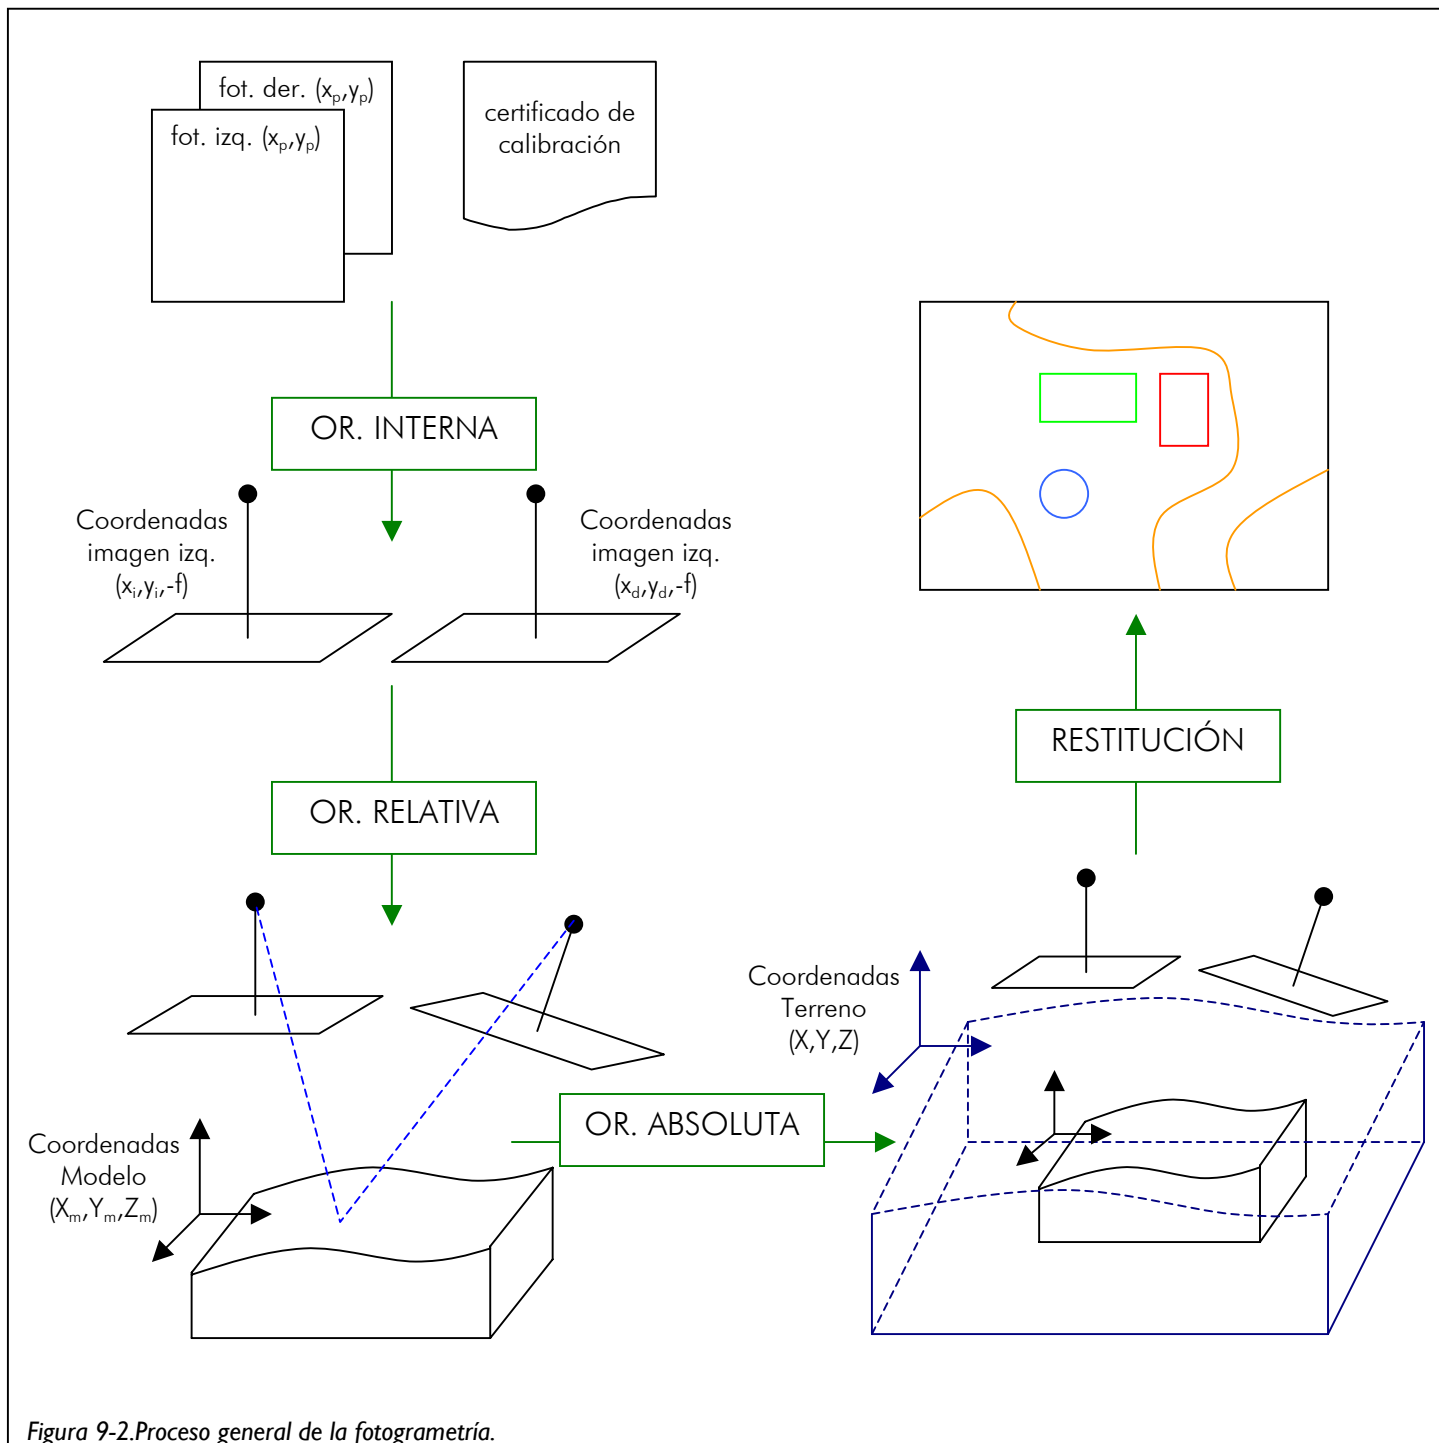 fot. der. (xₚ,yₚ)
fot. izq. (xₚ,yₚ)
certificado de
calibración
OR. INTERNA
Coordenadas
imagen izq.
(xᵢ,yᵢ,-f)
Coordenadas
imagen izq.
(x_d,y_d,-f)
OR. RELATIVA
RESTITUCIÓN
Coordenadas
Terreno
(X,Y,Z)
OR. ABSOLUTA
Coordenadas
Modelo
(Xₘ,Yₘ,Zₘ)
Figura 9-2.Proceso general de la fotogrametría.